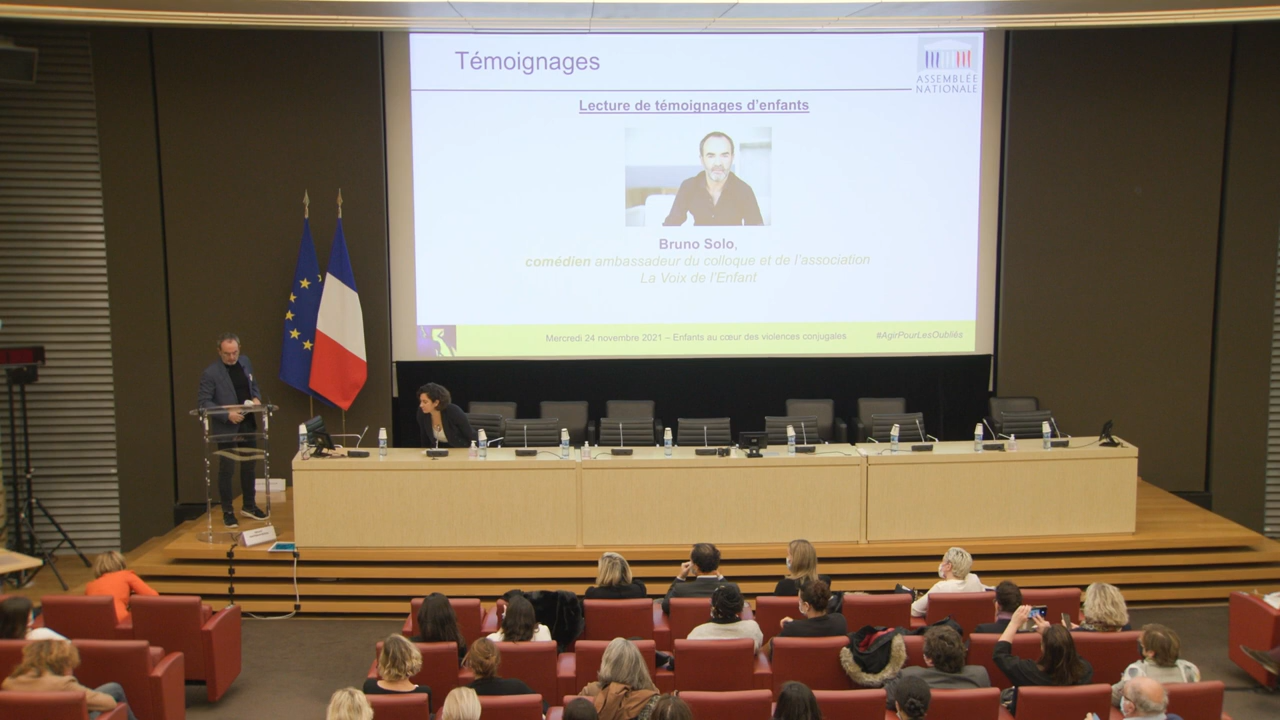 Témoignages
ASSEMBLÉE
NATIONALE
Lecture de témoignages d'enfants
Bruno Solo,
comédien ambassadeur du colloque et de l'association
La Voix de l'Enfant
Mercredi 24 novembre 2021 – Enfants au cœur des violences conjugales
#AgirPourLesOubliés